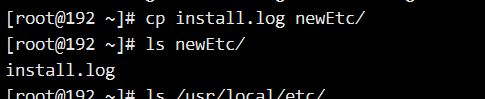 [root@192 ~]# cp install.log newEtc/
[root@192 ~]# ls newEtc/
install.log
[root@192 ~]# ls /usr/local/etc/